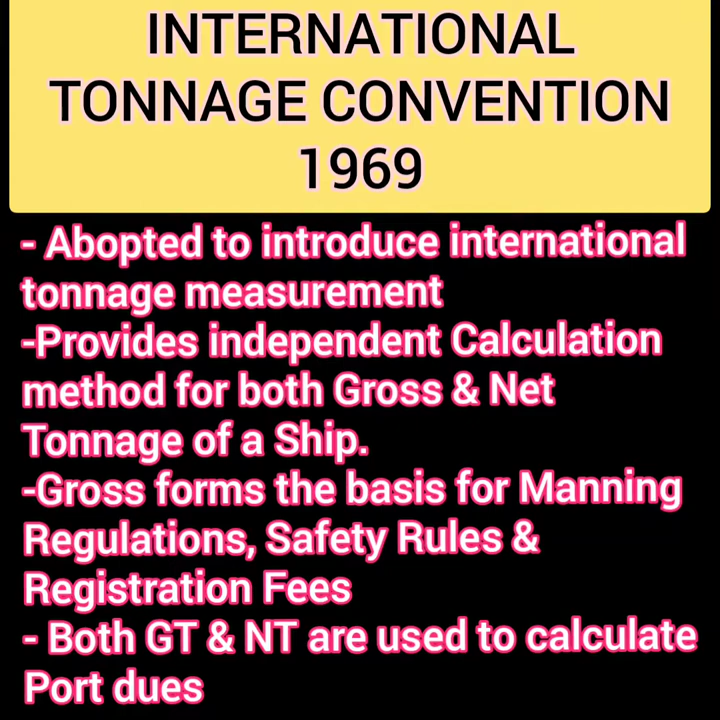 INTERNATIONAL
TONNAGE CONVENTION
1969
- Abopted to introduce international
tonnage measurement
-Provides independent Calculation
method for both Gross & Net
Tonnage of a Ship.
-Gross forms the basis for Manning
Regulations, Safety Rules &
Registration Fees
- Both GT & NT are used to calculate
Port dues